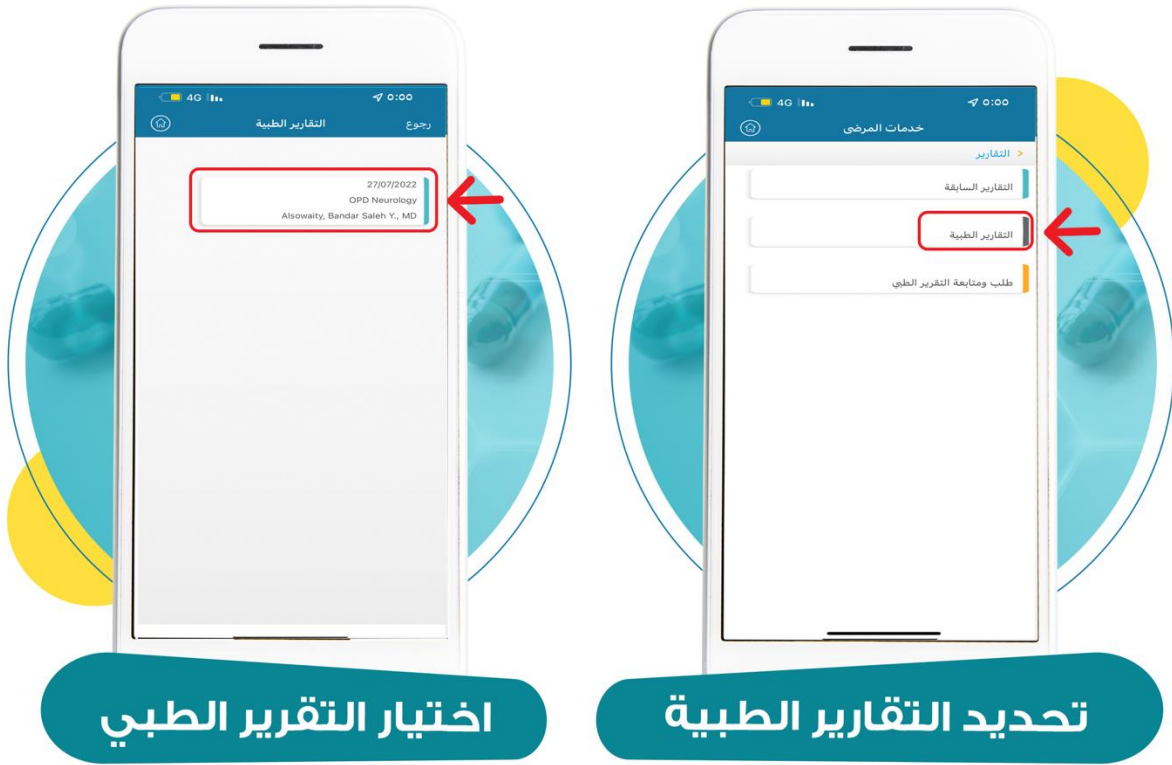 4G
0:00
خدمات المرضى
< التقارير
التقارير السابقة
التقارير الطبية
طلب ومتابعة التقرير الطبي
تحديد التقارير الطبية
4G
0:00
رجوع
التقارير الطبية
27/07/2022
OPD Neurology
Alsowaity, Bandar Saleh Y., MD
اختيار التقرير الطبي